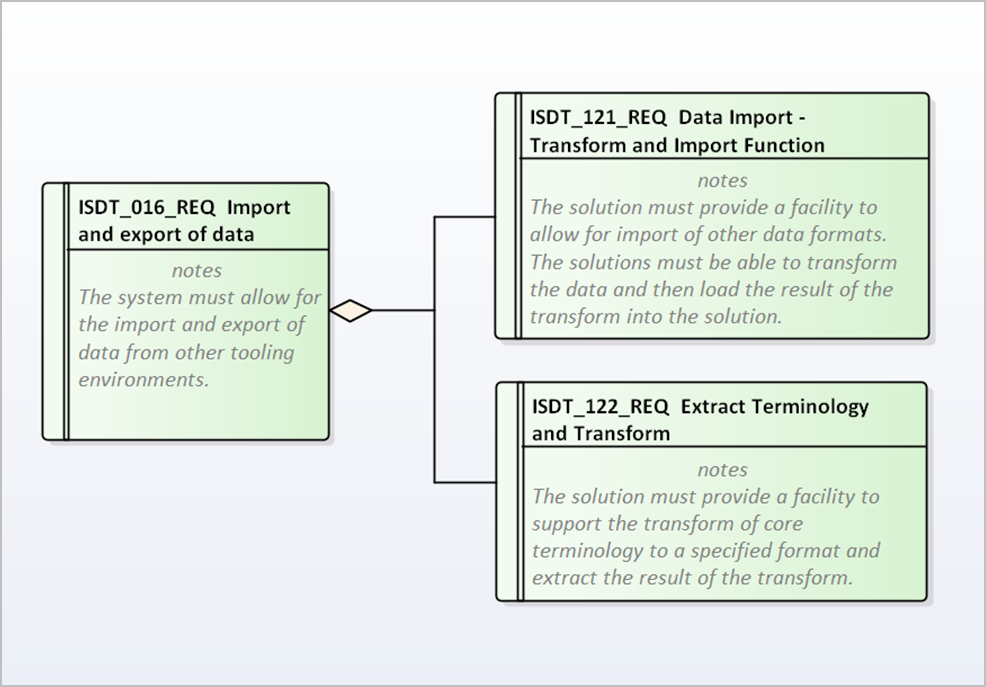 ISDT_016_REQ  Import
and export of data
notes
The system must allow for
the import and export of
data from other tooling
environments.
ISDT_121_REQ  Data Import -
Transform and Import Function
notes
The solution must provide a facility to
allow for import of other data formats.
The solutions must be able to transform
the data and then load the result of the
transform into the solution.
ISDT_122_REQ  Extract Terminology
and Transform
notes
The solution must provide a facility to
support the transform of core
terminology to a specified format and
extract the result of the transform.